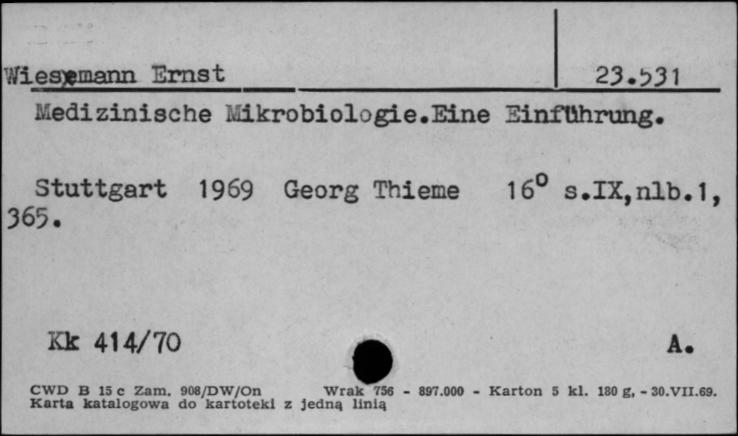 Wiesmann Ernst 23.531
Medizinische Mikrobiologie.Eine Einführung.
Stuttgart 1969 Georg Thieme 16⁰ s.IX,nlb.1,
365.
Kk 414/70 A.
CWD B 15 c Zam. 908/DW/On Wrak 756 - 897.000 - Karton 5 kl. 180 g, - 30.VII.69.
Karta katalogowa do kartoteki z jedną linią